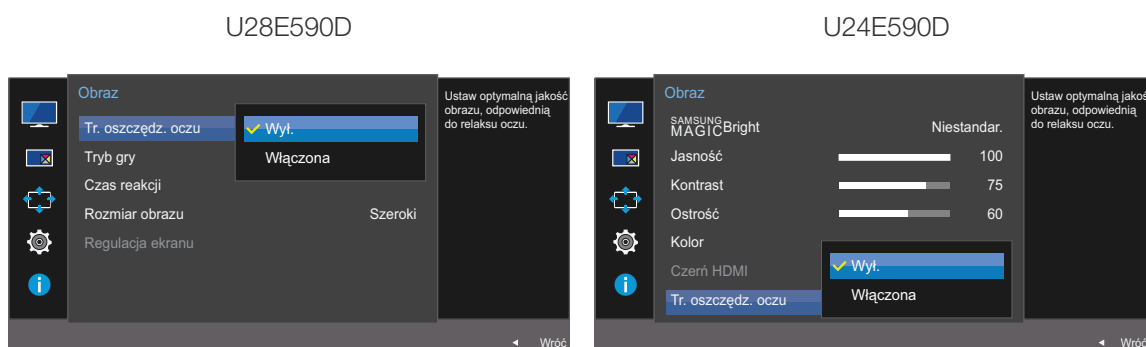 U28E590D
Obraz
Tr. oszczędz. oczu
Wył.
Tryb gry
Włączona
Czas reakcji
Rozmiar obrazu Szeroki
Regulacja ekranu
Ustaw optymalną jakość
obrazu, odpowiednią
do relaksu oczu.
Wróć
U24E590D
Obraz
SAMSUNG
MAGICBright Niestandar.
Jasność 100
Kontrast 75
Ostrość 60
Kolor
Czerń HDMI
Wył.
Tr. oszczędz. oczu
Włączona
Ustaw optymalną jakoś
obrazu, odpowiednią
do relaksu oczu.
Wróć